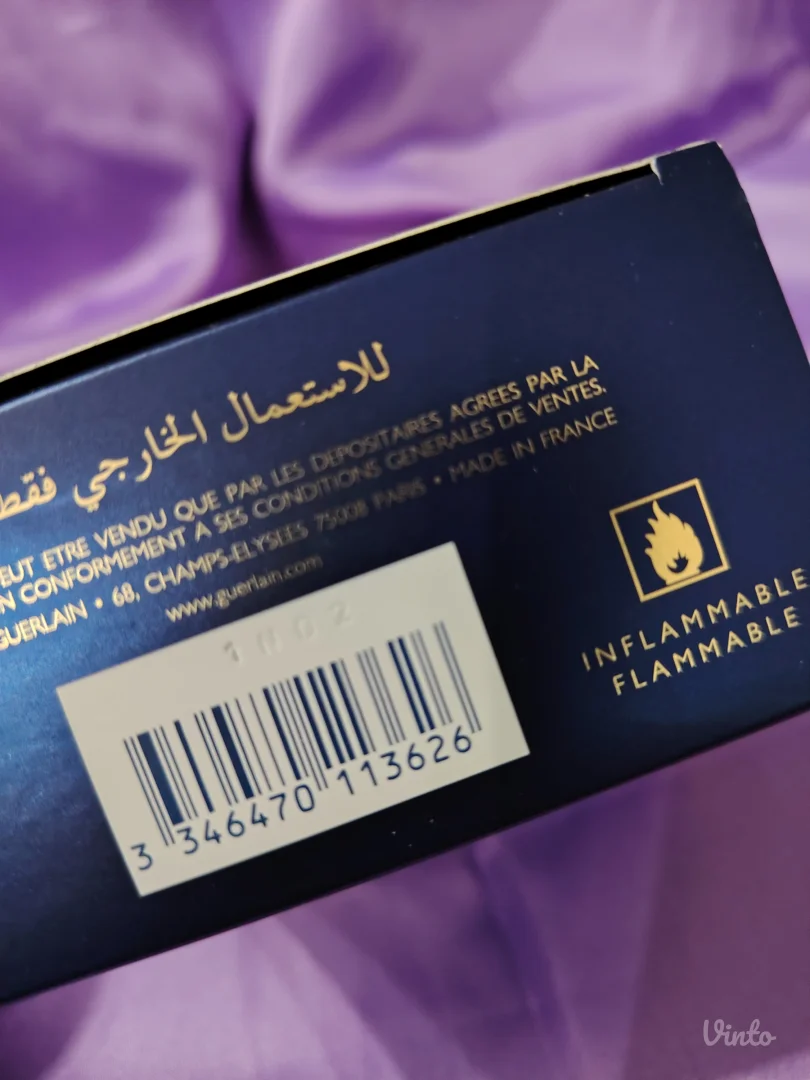 للاستعمال الخارجي فقط
EUT ETRE VENDU QUE PAR LES DEPOSITAIRES AGREES PAR LA
N CONFORMEMENT A SES CONDITIONS GENERALES DE VENTES.
GUERLAIN • 68, CHAMPS-ELYSEES 75008 PARIS • MADE IN FRANCE
www.guerlain.com
1802
3 346470 113626
INFLAMMABLE
FLAMMABLE
Vinto